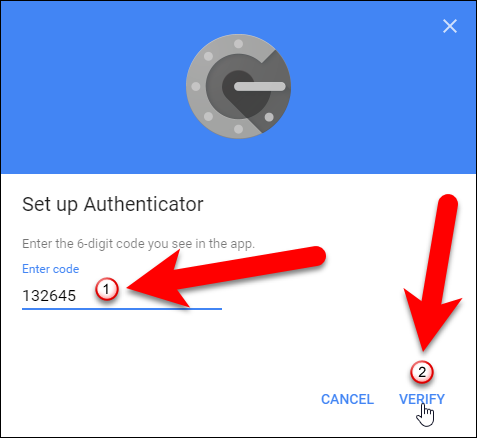 Set up Authenticator
Enter the 6-digit code you see in the app.
Enter code
132645
1
2
CANCEL VERIFY